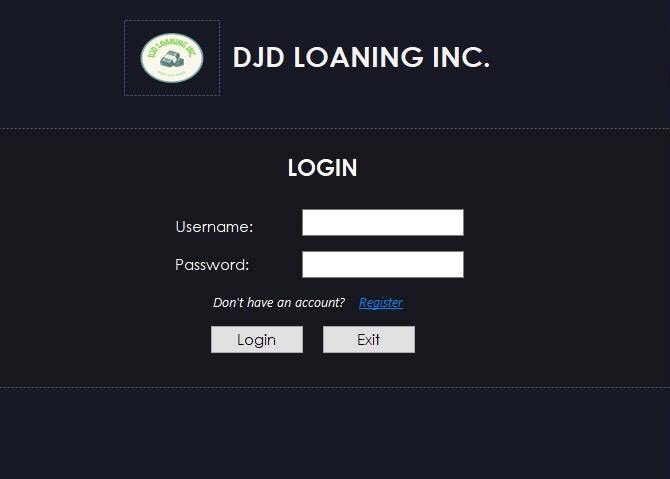 DJD LOANING INC
DJD LOANING INC.
LOGIN
Username:
Password:
Don't have an account? Register
Login Exit